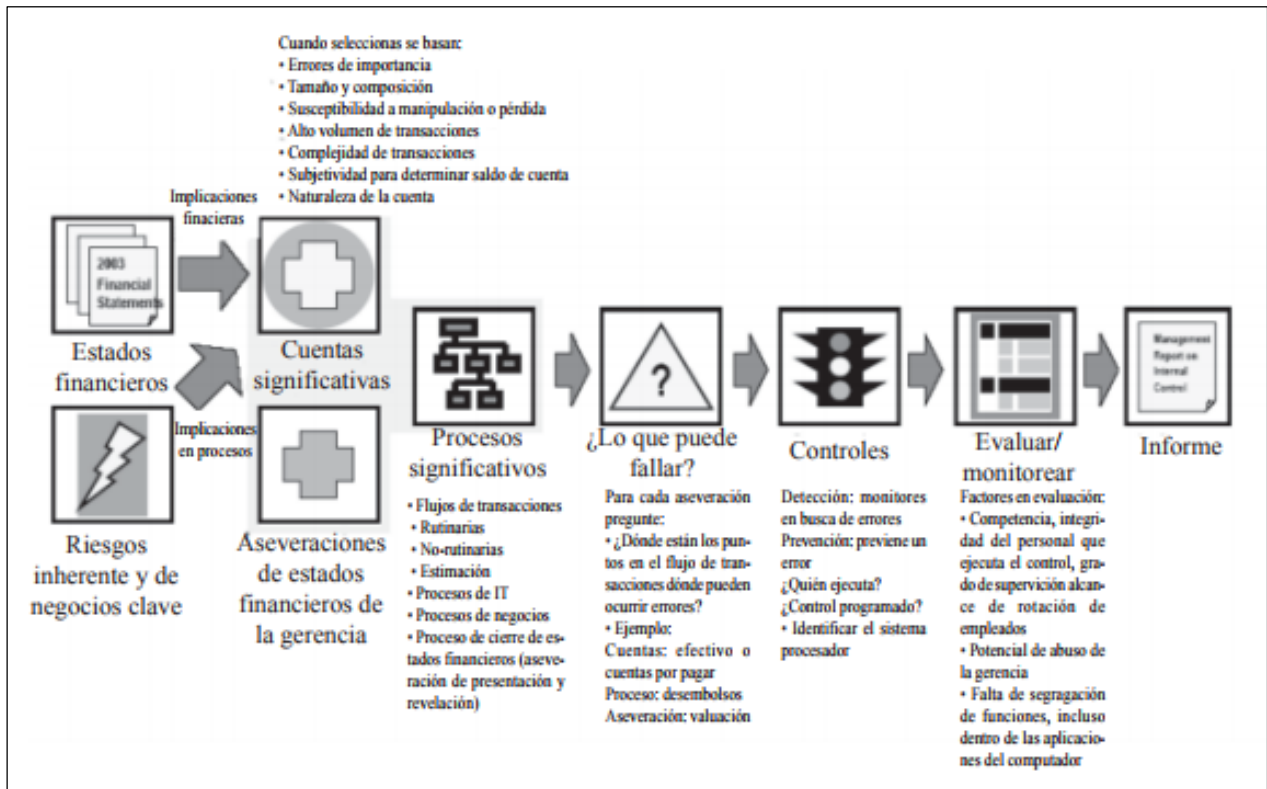 Cuando seleccionas se basan:
• Errores de importancia
• Tamaño y composición
• Susceptibilidad a manipulación o pérdida
• Alto volumen de transacciones
• Complejidad de transacciones
• Subjetividad para determinar saldo de cuenta
• Naturaleza de la cuenta
Implicaciones
finacieras
2003
Financial
Statements
Estados
financieros
Cuentas
significativas
Implicaciones
en procesos
Riesgos
inherente y de
negocios clave
Aseveraciones
de estados
financieros de
la gerencia
Procesos
significativos
• Flujos de transacciones
• Rutinarias
• No-rutinarias
• Estimación
• Procesos de IT
• Procesos de negocios
• Proceso de cierre de es-
tados financieros (aseve-
ración de presentación y
revelación)
?
¿Lo que puede
fallar?
Para cada aseveración
pregunte:
• ¿Dónde están los pun-
tos en el flujo de tran-
sacciones dónde pueden
ocurrir errores?
• Ejemplo:
Cuentas: efectivo o
cuentas por pagar
Proceso: desembolsos
Aseveración: valuación
Controles
Detección: monitores
en busca de errores
Prevención: previene un
error
¿Quién ejecuta?
¿Control programado?
• Identificar el sistema
procesador
Evaluar/
monitorear
Factores en evaluación:
• Competencia, integri-
dad del personal que
ejecuta el control, gra-
do de supervisión alcan-
ce de rotación de
empleados
• Potencial de abuso de
la gerencia
• Falta de segragación
de funciones, incluso
dentro de las aplicacio-
nes del computador
Management
Report on
Internal
Control
Informe